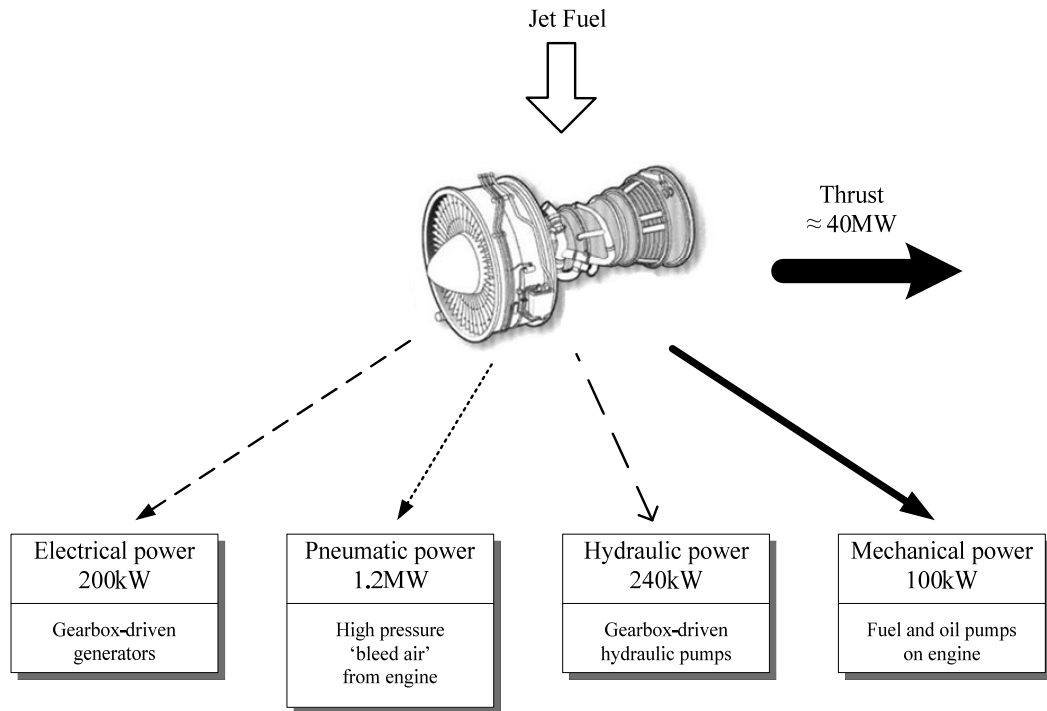 Jet Fuel
Thrust
≈ 40MW
Electrical power
200kW
Gearbox-driven
generators
Pneumatic power
1.2MW
High pressure
‘bleed air’
from engine
Hydraulic power
240kW
Gearbox-driven
hydraulic pumps
Mechanical power
100kW
Fuel and oil pumps
on engine